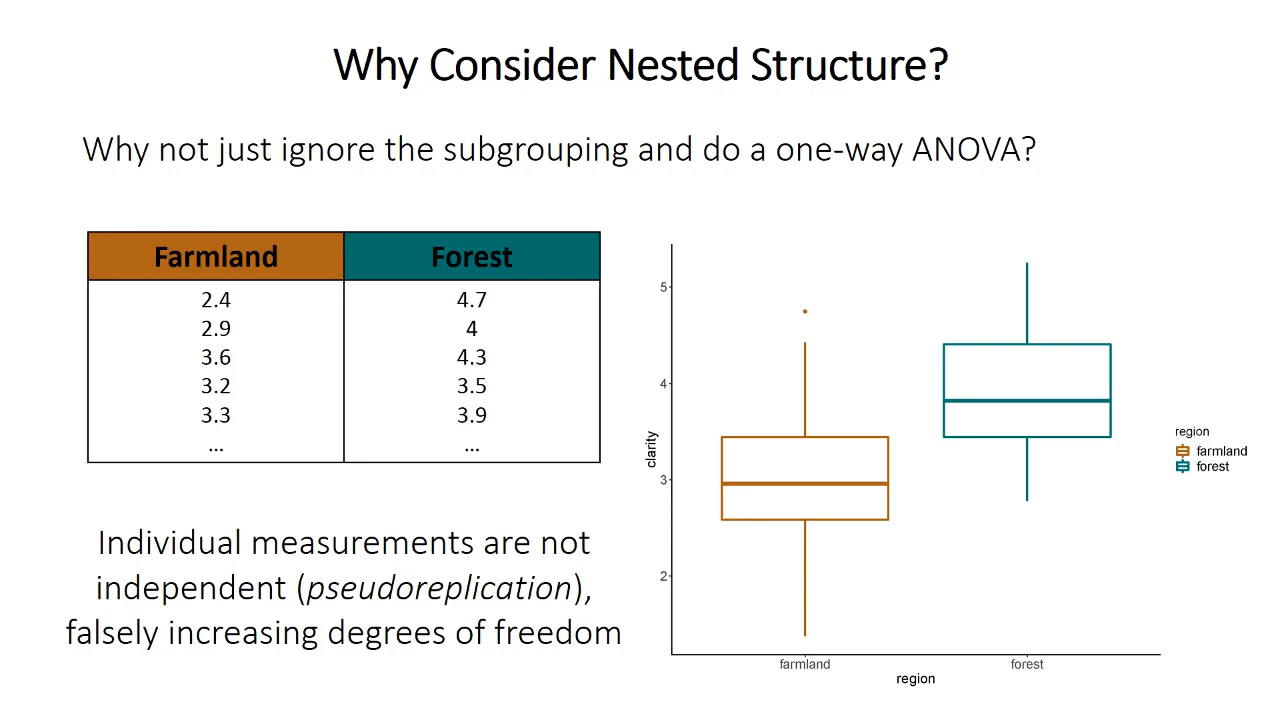 Why Consider Nested Structure?
Why not just ignore the subgrouping and do a one-way ANOVA?
Farmland Forest
2.4 4.7
2.9 4
3.6 4.3
3.2 3.5
3.3 3.9
... ...
Individual measurements are not
independent (pseudoreplication),
falsely increasing degrees of freedom
clarity
5
4
3
2
farmland forest
region
region
farmland
forest